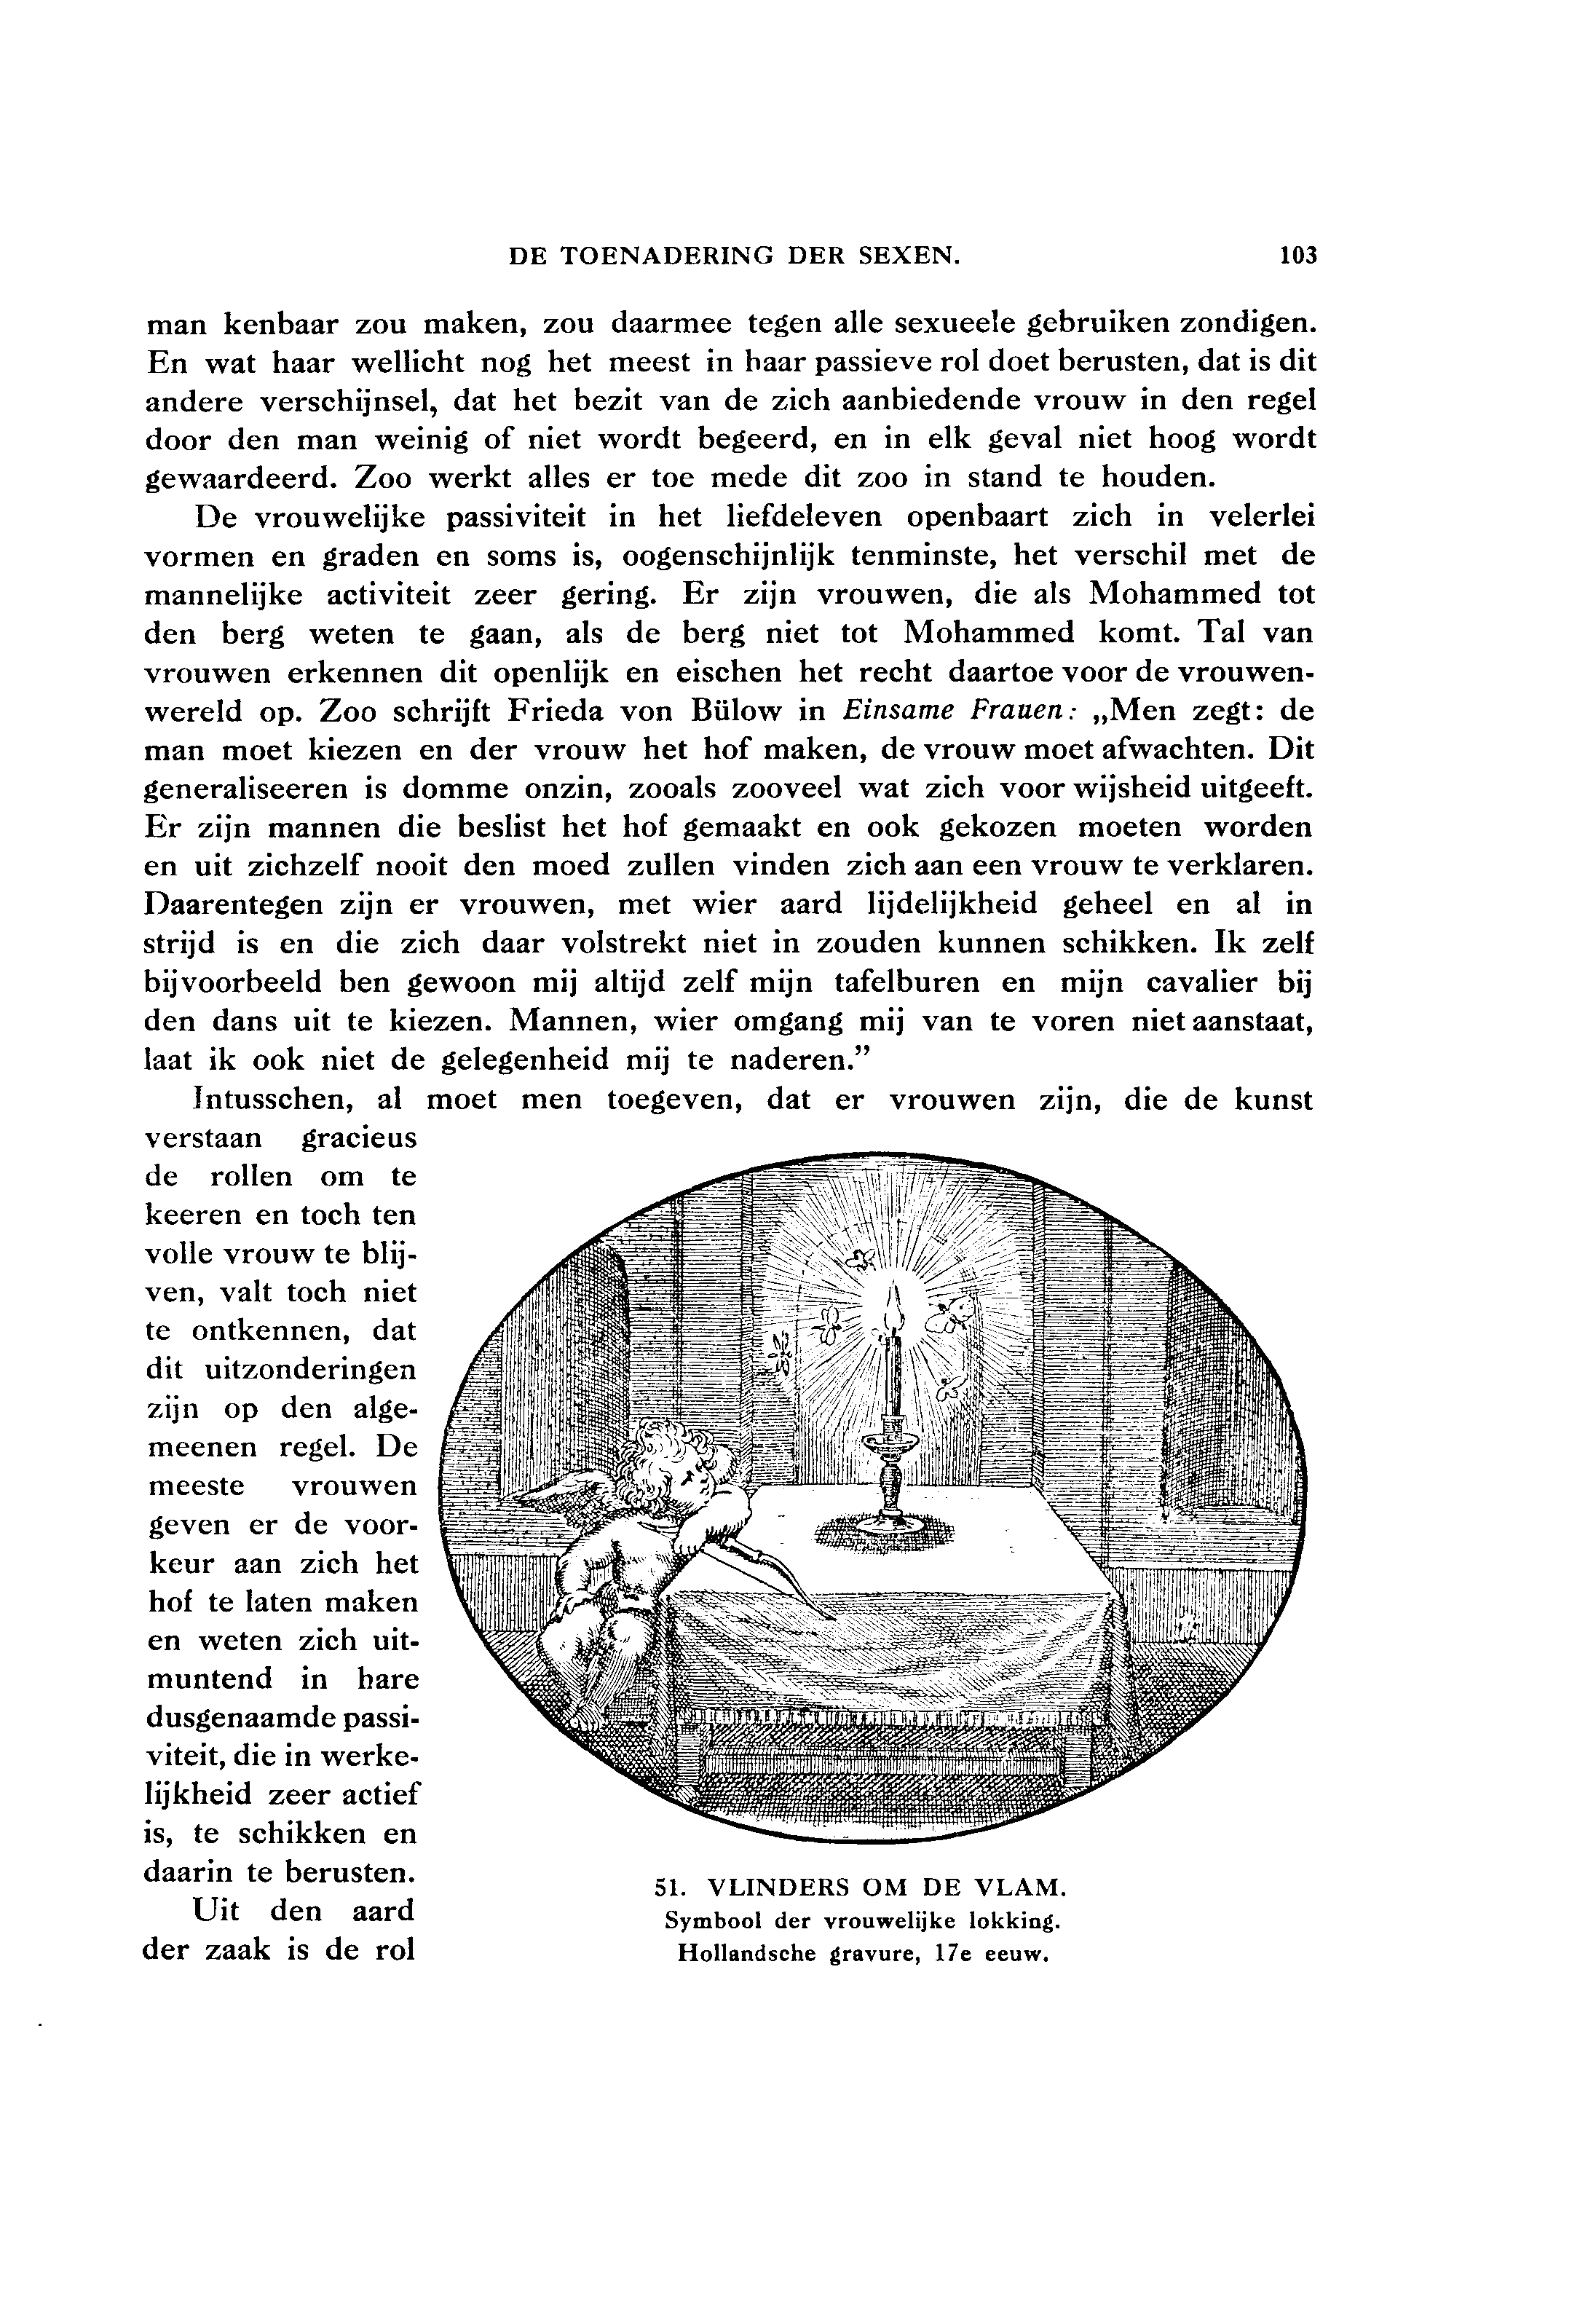 DE TOENADERING DER SEXEN. 103
man kenbaar zou maken, zou daarmee tegen alle sexueele gebruiken zondigen.
En wat haar wellicht nog het meest in haar passieve rol doet berusten, dat is dit
andere verschijnsel, dat het bezit van de zich aanbiedende vrouw in den regel
door den man weinig of niet wordt begeerd, en in elk geval niet hoog wordt
gewaardeerd. Zoo werkt alles er toe mede dit zoo in stand te houden.
De vrouwelijke passiviteit in het liefdeleven openbaart zich in velerlei
vormen en graden en soms is, oogenschijnlijk tenminste, het verschil met de
mannelijke activiteit zeer gering. Er zijn vrouwen, die als Mohammed tot
den berg weten te gaan, als de berg niet tot Mohammed komt. Tal van
vrouwen erkennen dit openlijk en eischen het recht daartoe voor de vrouwen-
wereld op. Zoo schrijft Frieda von Bülow in Einsame Frauen: „Men zegt: de
man moet kiezen en der vrouw het hof maken, de vrouw moet afwachten. Dit
generaliseeren is domme onzin, zooals zooveel wat zich voor wijsheid uitgeeft.
Er zijn mannen die beslist het hof gemaakt en ook gekozen moeten worden
en uit zichzelf nooit den moed zullen vinden zich aan een vrouw te verklaren.
Daarentegen zijn er vrouwen, met wier aard lijdelijkheid geheel en al in
strijd is en die zich daar volstrekt niet in zouden kunnen schikken. Ik zelf
bijvoorbeeld ben gewoon mij altijd zelf mijn tafelburen en mijn cavalier bij
den dans uit te kiezen. Mannen, wier omgang mij van te voren niet aanstaat,
laat ik ook niet de gelegenheid mij te naderen.”
Intusschen, al moet men toegeven, dat er vrouwen zijn, die de kunst
verstaan gracieus
de rollen om te
keeren en toch ten
volle vrouw te blij-
ven, valt toch niet
te ontkennen, dat
dit uitzonderingen
zijn op den alge-
meenen regel. De
meeste vrouwen
geven er de voor-
keur aan zich het
hof te laten maken
en weten zich uit-
muntend in hare
dusgenaamde passi-
viteit, die in werke-
lijkheid zeer actief
is, te schikken en
daarin te berusten.
Uit den aard
der zaak is de rol
51. VLINDERS OM DE VLAM.
Symbool der vrouwelijke lokking.
Hollandsche gravure, 17e eeuw.